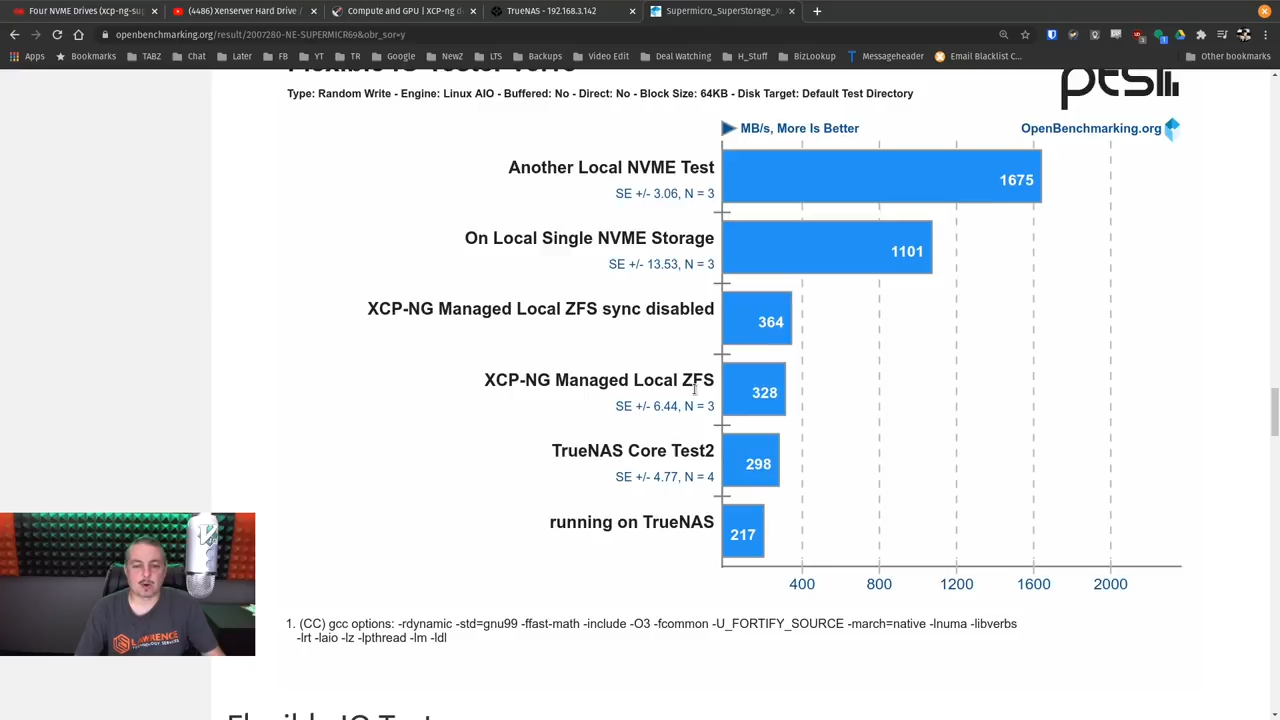 Four NVME Drives (xcp-ng-sup
(4486) Xenserver Hard Drive /
Compute and GPU | XCP-ng d
TrueNAS - 192.168.3.142
Supermicro_Superstorage_X
openbenchmarking.org/result/2007280-NE-SUPERMICR69&obr_sor=y
Apps
Bookmarks
TABZ
Chat
Later
FB
YT
TR
Google
NewZ
LTS
Backups
Video Edit
Deal Watching
H_Stuff
BizLookup
Messageheader
Email Blacklist C...
Other bookmarks
pts
Type: Random Write - Engine: Linux AIO - Buffered: No - Direct: No - Block Size: 64KB - Disk Target: Default Test Directory
MB/s, More Is Better
OpenBenchmarking.org
Another Local NVME Test
SE +/- 3.06, N = 3
1675
On Local Single NVME Storage
SE +/- 13.53, N = 3
1101
XCP-NG Managed Local ZFS sync disabled
364
XCP-NG Managed Local ZFS
SE +/- 6.44, N = 3
328
TrueNAS Core Test2
SE +/- 4.77, N = 4
298
running on TrueNAS
217
400
800
1200
1600
2000
1. (CC) gcc options: -rdynamic -std=gnu99 -ffast-math -include -O3 -fcommon -U_FORTIFY_SOURCE -march=native -lnuma -libverbs
-lrt -laio -lz -lpthread -lm -ldl
LAWRENCE
TECHNOLOGY SERVICES